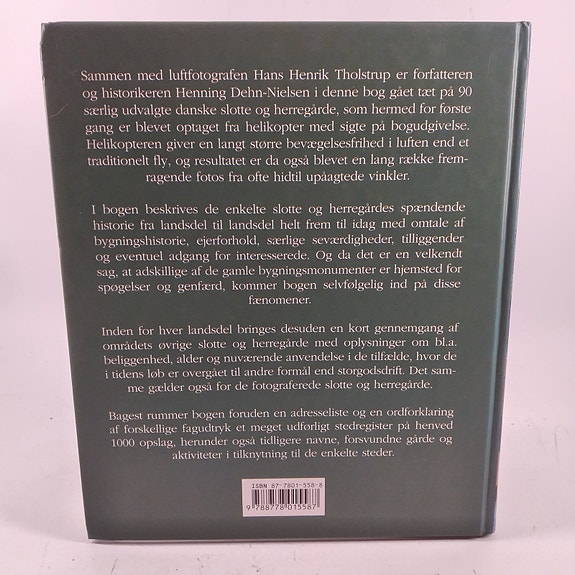 Sammen med luftfotografen Hans Henrik Tholstrup er forfatteren
og historikeren Henning Dehn-Nielsen i denne bog gået tæt på 90
særlig udvalgte danske slotte og herregårde, som hermed for første
gang er blevet optaget fra helikopter med sigte på bogudgivelse.
Helikopteren giver en langt større bevægelsesfrihed i luften end et
traditionelt fly, og resultatet er da også blevet en lang række frem-
ragende fotos fra ofte hidtil upåagtede vinkler.
I bogen beskrives de enkelte slotte og herregårdes spændende
historie fra landsdel til landsdel helt frem til idag med omtale af
bygningshistorie, ejerforhold, særlige seværdigheder, tilliggender
og eventuel adgang for interesserede. Og da det er en velkendt
sag, at adskillige af de gamle bygningsmonumenter er hjemsted for
spøgelser og genfærd, kommer bogen selvfølgelig ind på disse
fænomener.
Inden for hver landsdel bringes desuden en kort gennemgang af
områdets øvrige slotte og herregårde med oplysninger om bl.a.
beliggenhed, alder og nuværende anvendelse i de tilfælde, hvor de
i tidens løb er overgået til andre formål end storgodsdrift. Det sam-
me gælder også for de fotograferede slotte og herregårde.
Bagest rummer bogen foruden en adresseliste og en ordforklaring
af forskellige fagudtryk et meget udførligt stedregister på henved
1000 opslag, herunder også tidligere navne, forsvundne gårde og
aktiviteter i tilknytning til de enkelte steder.
ISBN 87-7801-558-8
9 788778 015587